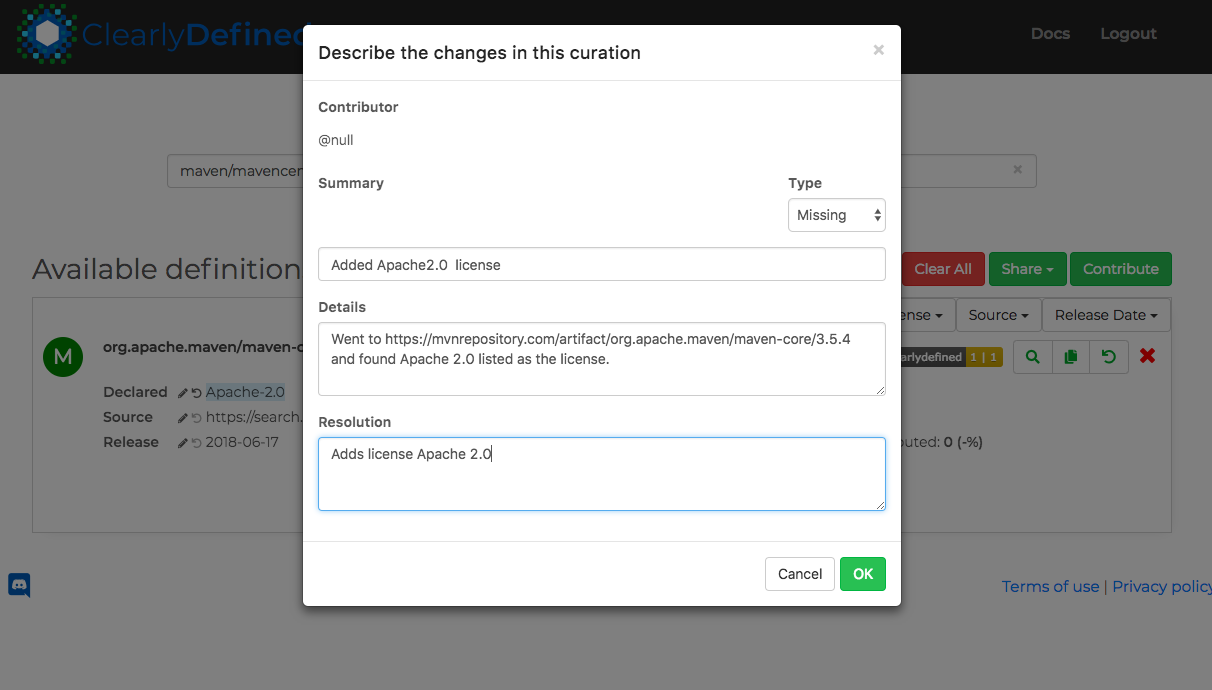 ClearlyDefined
Docs
Logout
Describe the changes in this curation
×
Contributor
@null
maven/mavencen
×
Summary
Type
Missing
Added Apache2.0  license
Available definition
Clear All
Share
Contribute
Details
Went to https://mvnrepository.com/artifact/org.apache.maven/maven-core/3.5.4
and found Apache 2.0 listed as the license.
ense
Source
Release Date
M
org.apache.maven/maven-c
arlydefined
1 | 1
Declared
Apache-2.0
Source
https://search.
Resolution
Release
2018-06-17
Adds license Apache 2.0
uted: 0 (-%)
Cancel
OK
Terms of use | Privacy policy